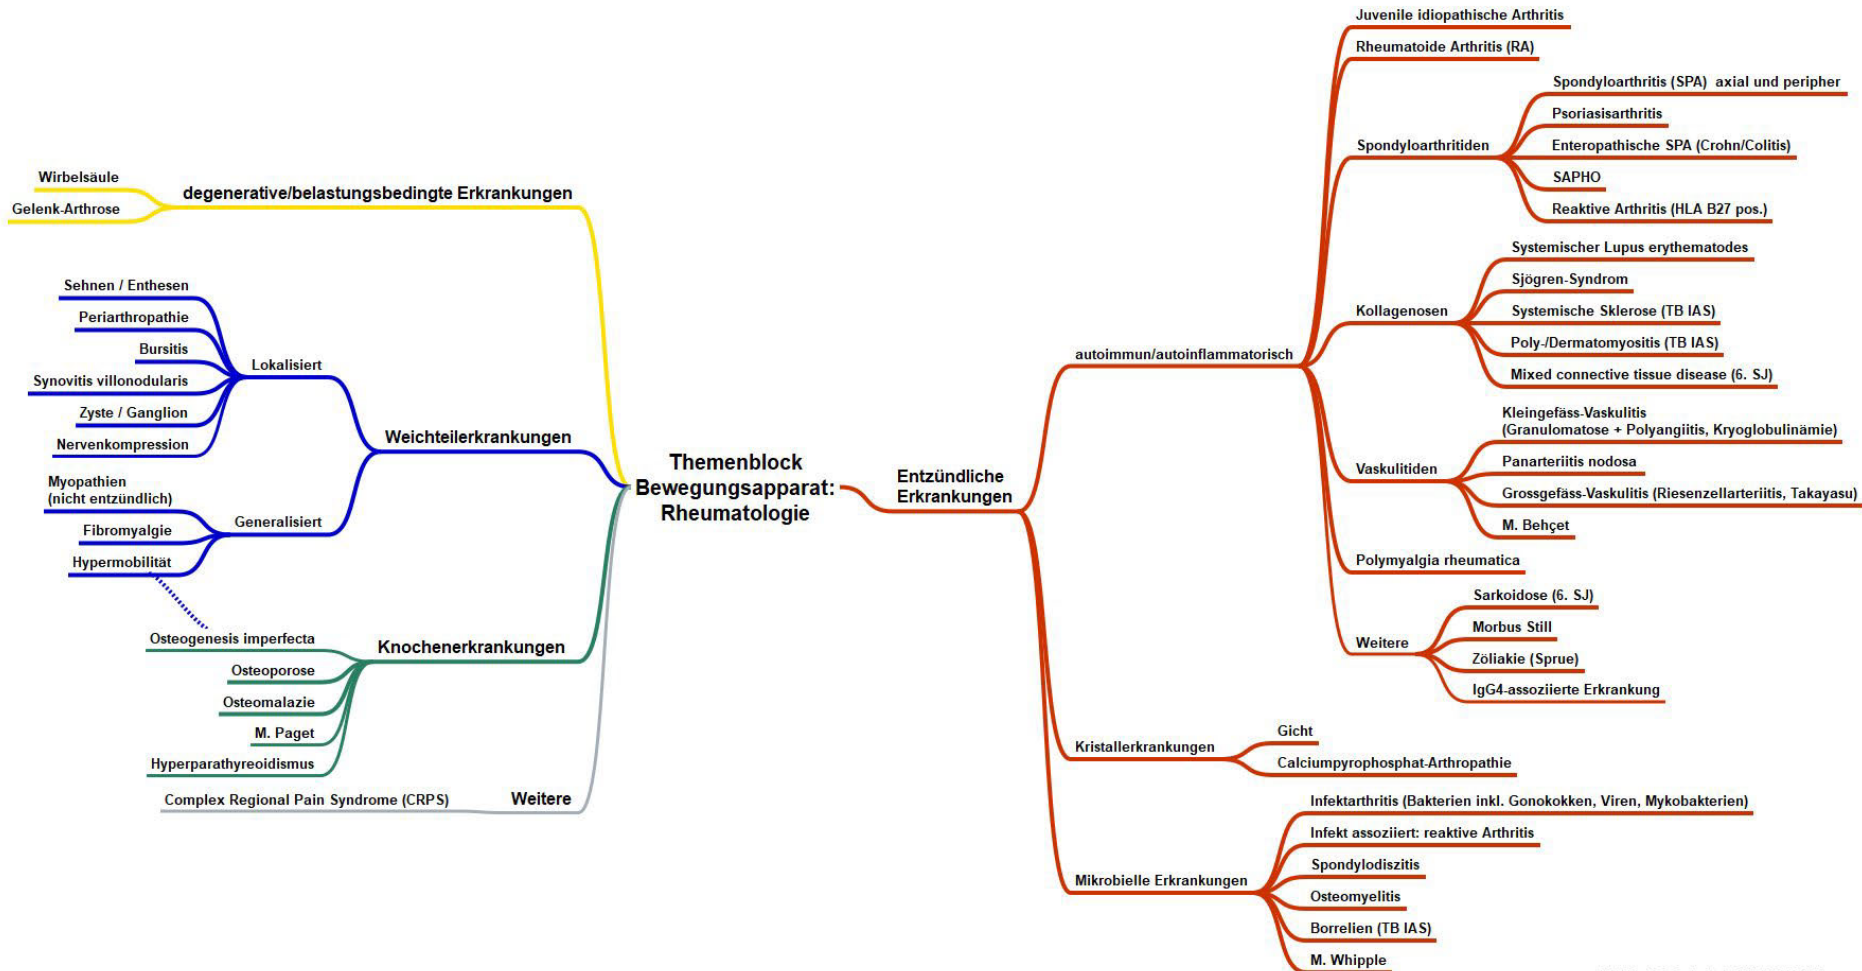 Themenblock
Bewegungsapparat:
Rheumatologie
degenerative/belastungsbedingte Erkrankungen
Wirbelsäule
Gelenk-Arthrose
Weichteilerkrankungen
Lokalisiert
Sehnen / Enthesen
Periarthropathie
Bursitis
Synovitis villonodularis
Zyste / Ganglion
Nervenkompression
Generalisiert
Myopathien
(nicht entzündlich)
Fibromyalgie
Hypermobilität
Knochenerkrankungen
Osteogenesis imperfecta
Osteoporose
Osteomalazie
M. Paget
Hyperparathyreoidismus
Weitere
Complex Regional Pain Syndrome (CRPS)
Entzündliche
Erkrankungen
autoimmun/autoinflammatorisch
Juvenile idiopathische Arthritis
Rheumatoide Arthritis (RA)
Spondyloarthritiden
Spondyloarthritis (SPA) axial und peripher
Psoriasisarthritis
Enteropathische SPA (Crohn/Colitis)
SAPHO
Reaktive Arthritis (HLA B27 pos.)
Kollagenosen
Systemischer Lupus erythematodes
Sjögren-Syndrom
Systemische Sklerose (TB IAS)
Poly-/Dermatomyositis (TB IAS)
Mixed connective tissue disease (6. SJ)
Vaskulitiden
Kleingefäss-Vaskulitis
(Granulomatose + Polyangiitis, Kryoglobulinämie)
Panarteriitis nodosa
Grossgefäss-Vaskulitis (Riesenzellarteriitis, Takayasu)
M. Behçet
Polymyalgia rheumatica
Weitere
Sarkoidose (6. SJ)
Morbus Still
Zöliakie (Sprue)
IgG4-assoziierte Erkrankung
Kristallerkrankungen
Gicht
Calciumpyrophosphat-Arthropathie
Mikrobielle Erkrankungen
Infektarthritis (Bakterien inkl. Gonokokken, Viren, Mykobakterien)
Infekt assoziiert: reaktive Arthritis
Spondylodiszitis
Osteomyelitis
Borrelien (TB IAS)
M. Whipple